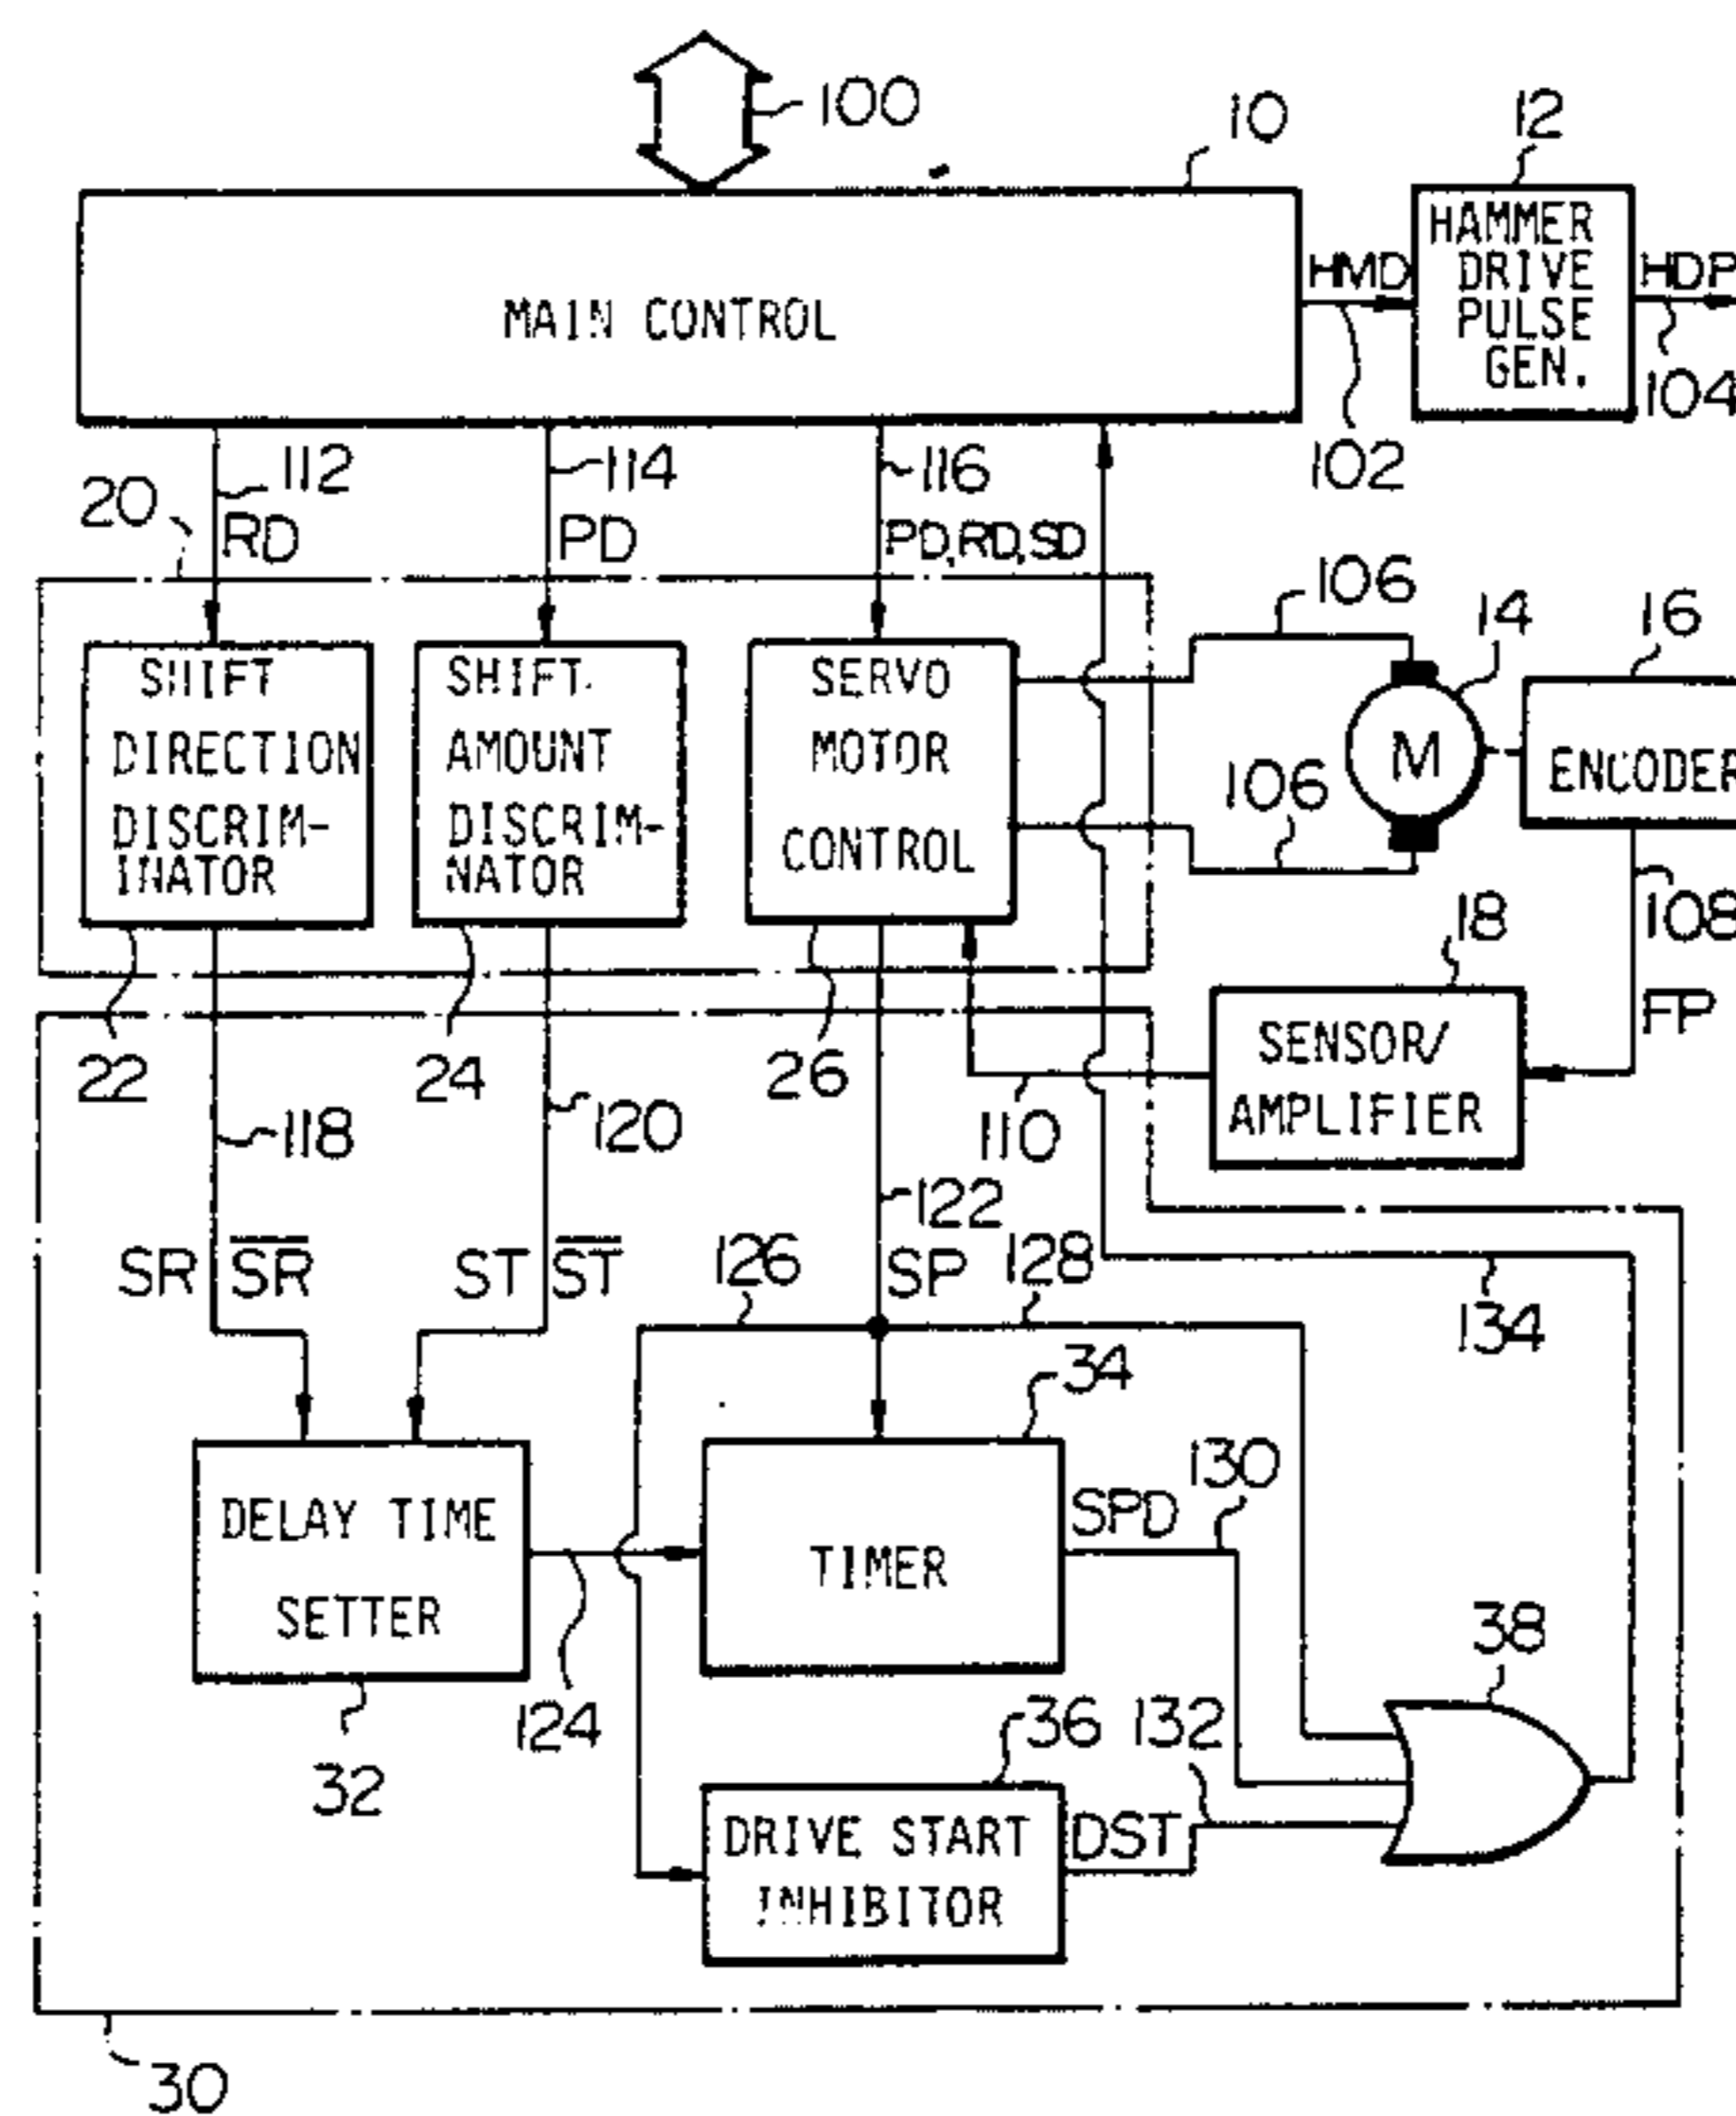 100
10
12
MAIN CONTROL
HMD
HAMMER
DRIVE
PULSE
GEN.
HDP
104
102
112
114
116
20
RD
PD
PD,RD,SD
106
14
16
SHIFT
DIRECTION
DISCRIM-
INATOR
SHIFT
AMOUNT
DISCRIM-
NATOR
SERVO
MOTOR
CONTROL
M
ENCODER
106
108
18
22
24
26
SENSOR/
AMPLIFIER
FP
110
118
120
122
SR SR
ST ST
126
SP
128
134
34
DELAY TIME
SETTER
TIMER
SPD
130
124
32
36
132
38
DRIVE START
INHIBITOR
DST
30